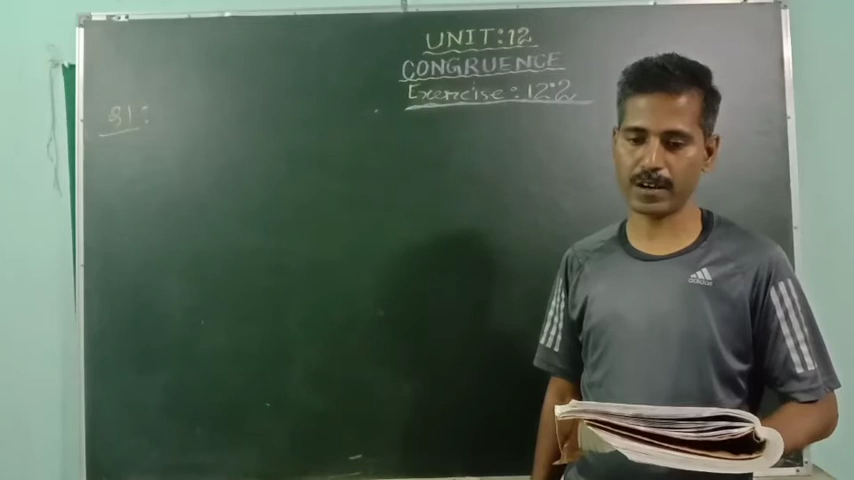 UNIT:12
CONGRUENCE
Exercise:12.2
Q1:
adidas